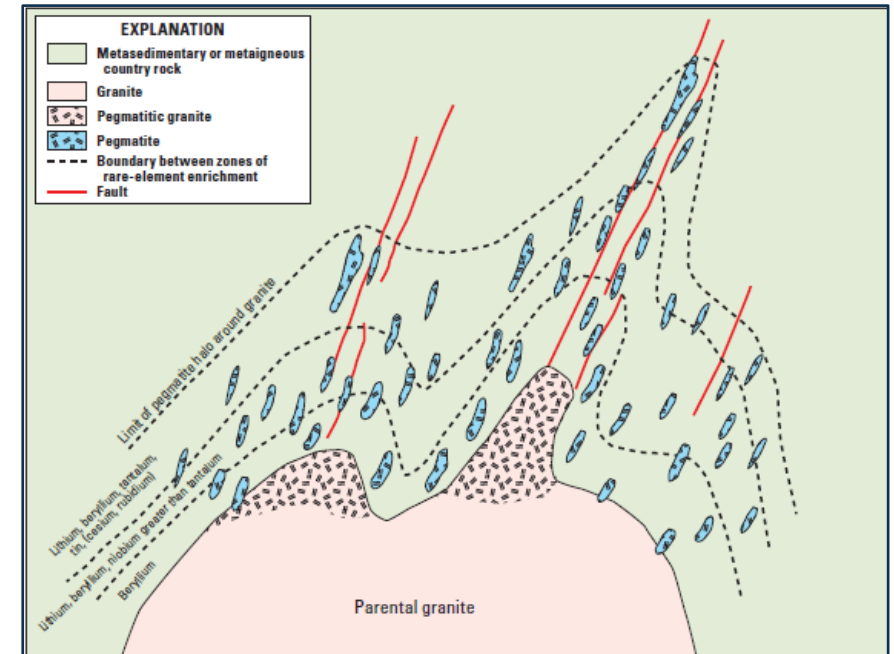 EXPLANATION
Metasedimentary or metaigneous
country rock
Granite
Pegmatitic granite
Pegmatite
Boundary between zones of
rare-element enrichment
Fault
Limit of pegmatite halo around granite
Lithium, beryllium, tantalum,
tin, (cesium, rubidium)
Lithium, beryllium, niobium greater than tantalum
Beryllium
Parental granite